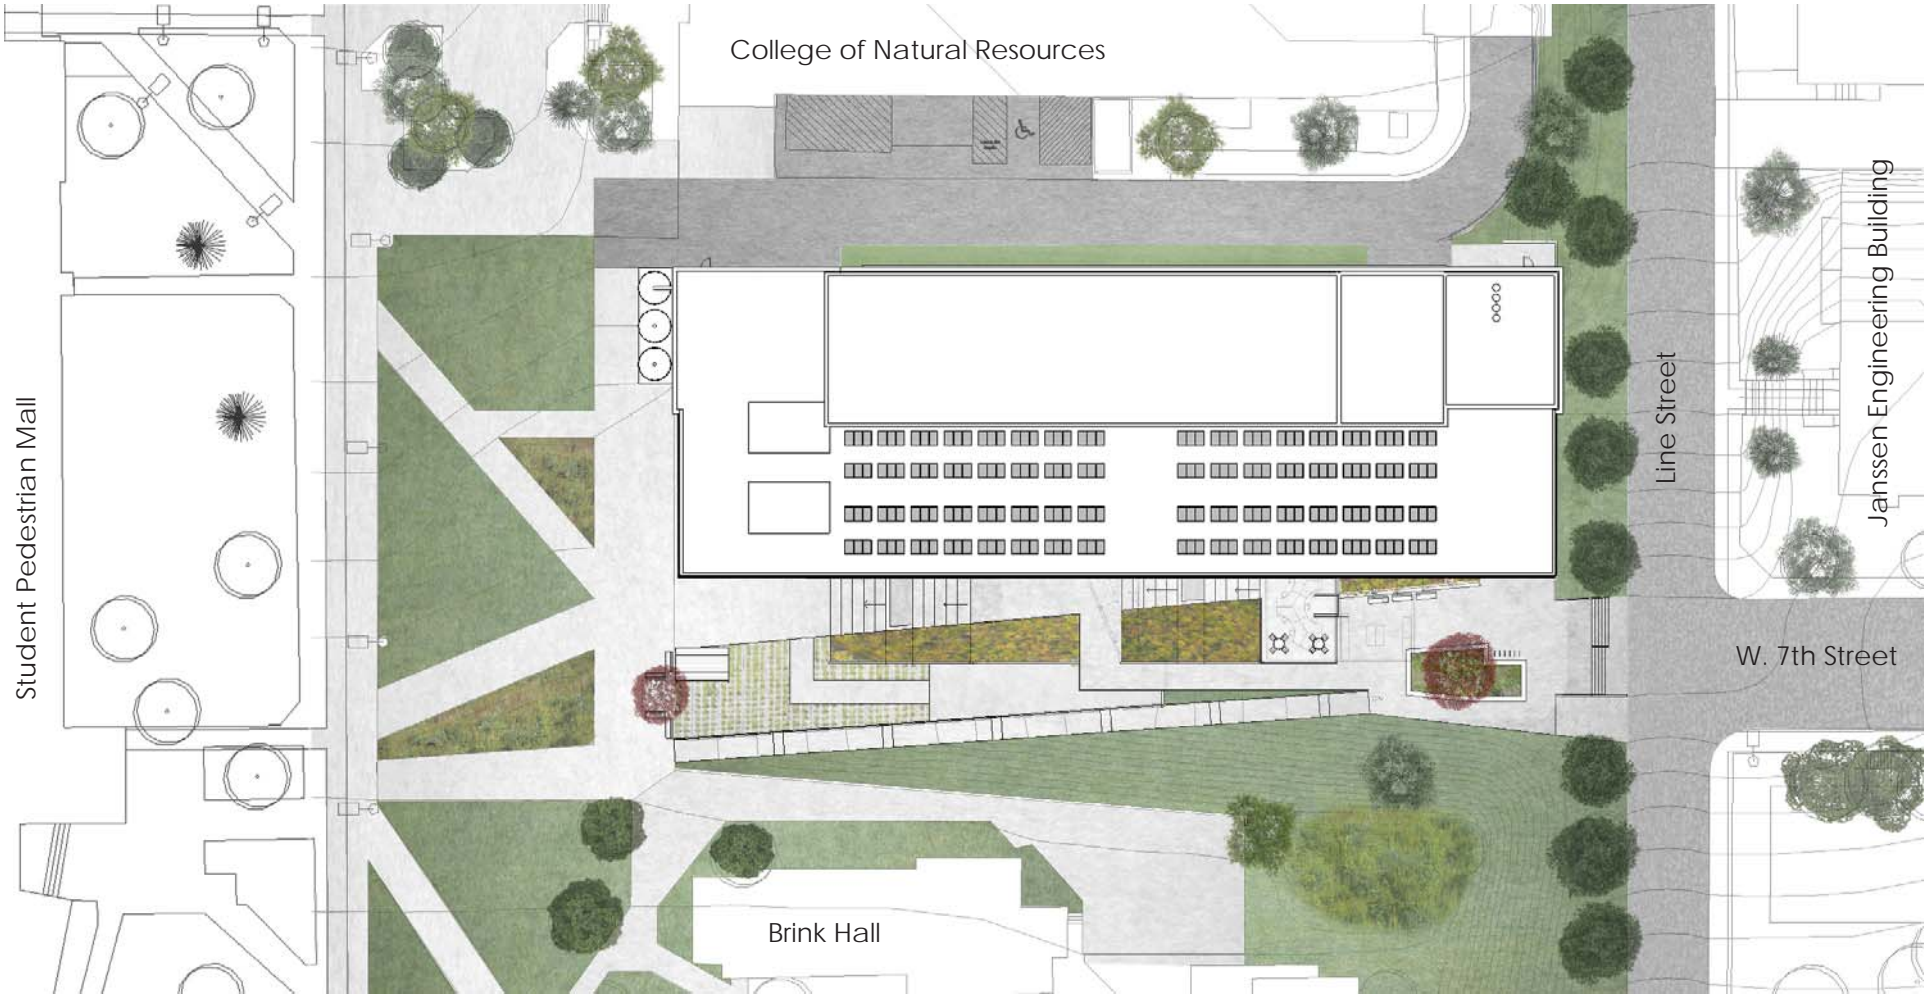 College of Natural Resources
Student Pedestrian Mall
Line Street
Janssen Engineering Building
W. 7th Street
Brink Hall